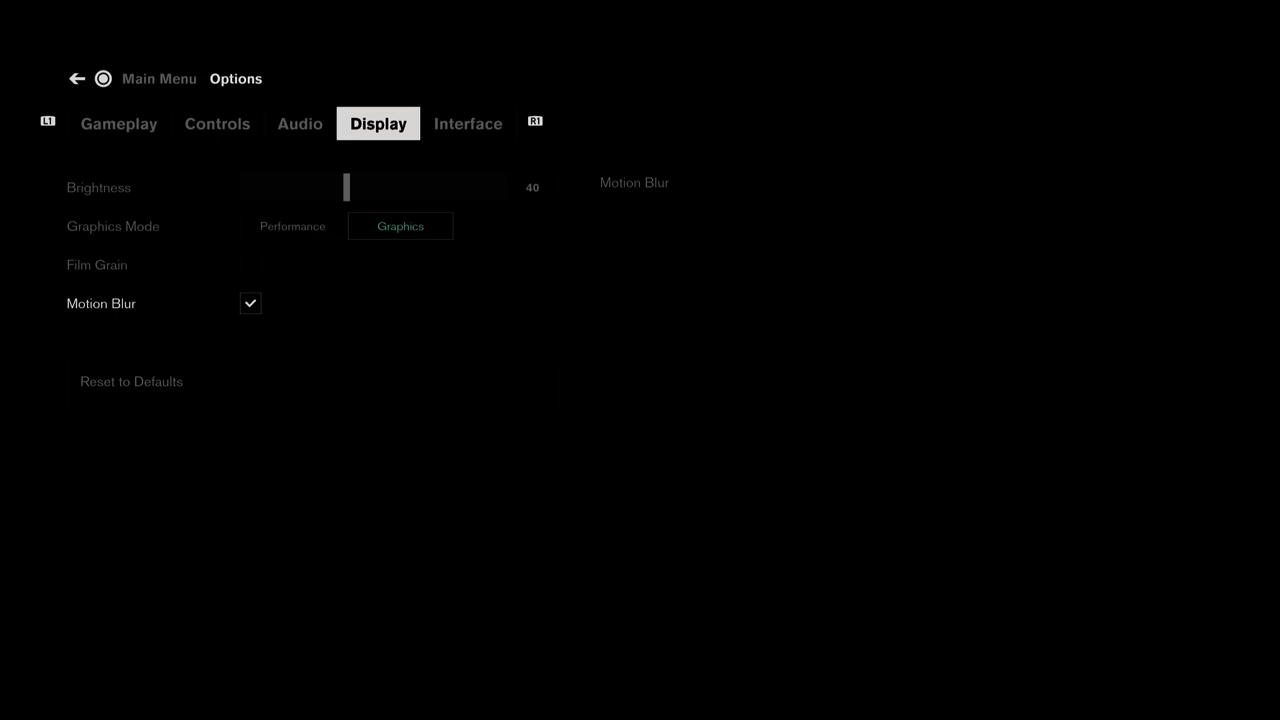 Main Menu Options
L1 Gameplay Controls Audio Display Interface R1
Brightness 40 Motion Blur
Graphics Mode Performance Graphics
Film Grain
Motion Blur
Reset to Defaults